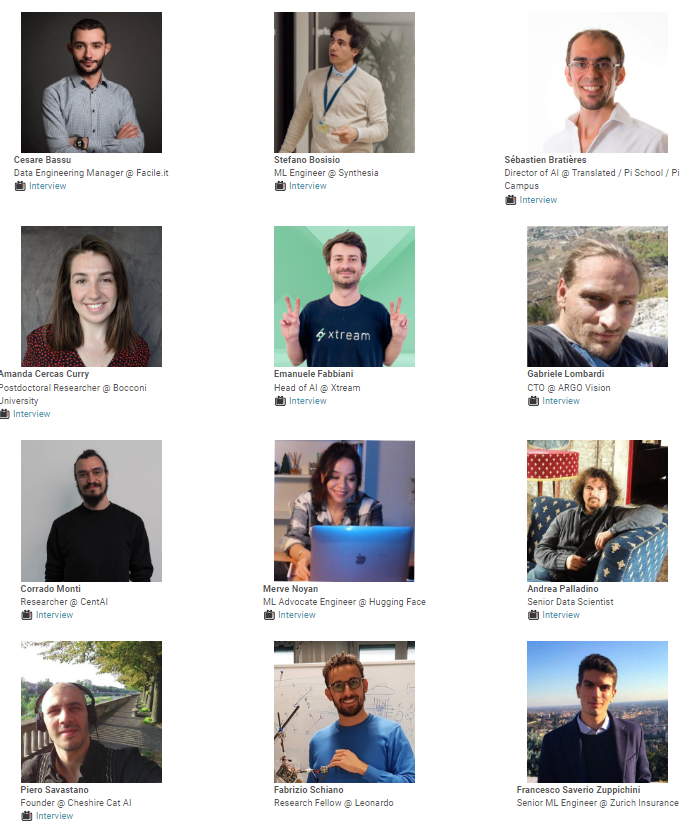 Cesare Bassu
Data Engineering Manager @ Facile.it
Interview
Stefano Bosisio
ML Engineer @ Synthesia
Interview
Sébastien Bratières
Director of AI @ Translated / Pi School / Pi
Campus
Interview
Amanda Cercas Curry
Postdoctoral Researcher @ Bocconi
University
Interview
xtream
Emanuele Fabbiani
Head of AI @ Xtream
Interview
Gabriele Lombardi
CTO @ ARGO Vision
Interview
Corrado Monti
Researcher @ CentAI
Interview
Merve Noyan
ML Advocate Engineer @ Hugging Face
Interview
Andrea Palladino
Senior Data Scientist
Interview
Piero Savastano
Founder @ Cheshire Cat AI
Interview
Fabrizio Schiano
Research Fellow @ Leonardo
Francesco Saverio Zuppichini
Senior ML Engineer @ Zurich Insurance